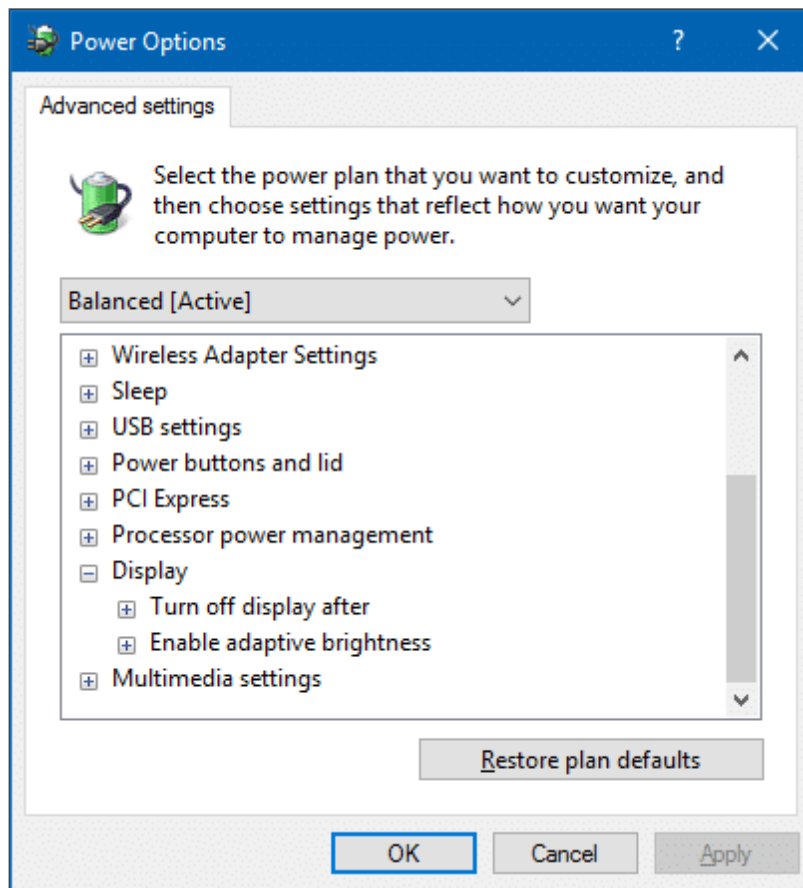 Power Options
Advanced settings
Select the power plan that you want to customize, and
then choose settings that reflect how you want your
computer to manage power.
Balanced [Active]
Wireless Adapter Settings
Sleep
USB settings
Power buttons and lid
PCI Express
Processor power management
Display
Turn off display after
Enable adaptive brightness
Multimedia settings
Restore plan defaults
OK Cancel Apply